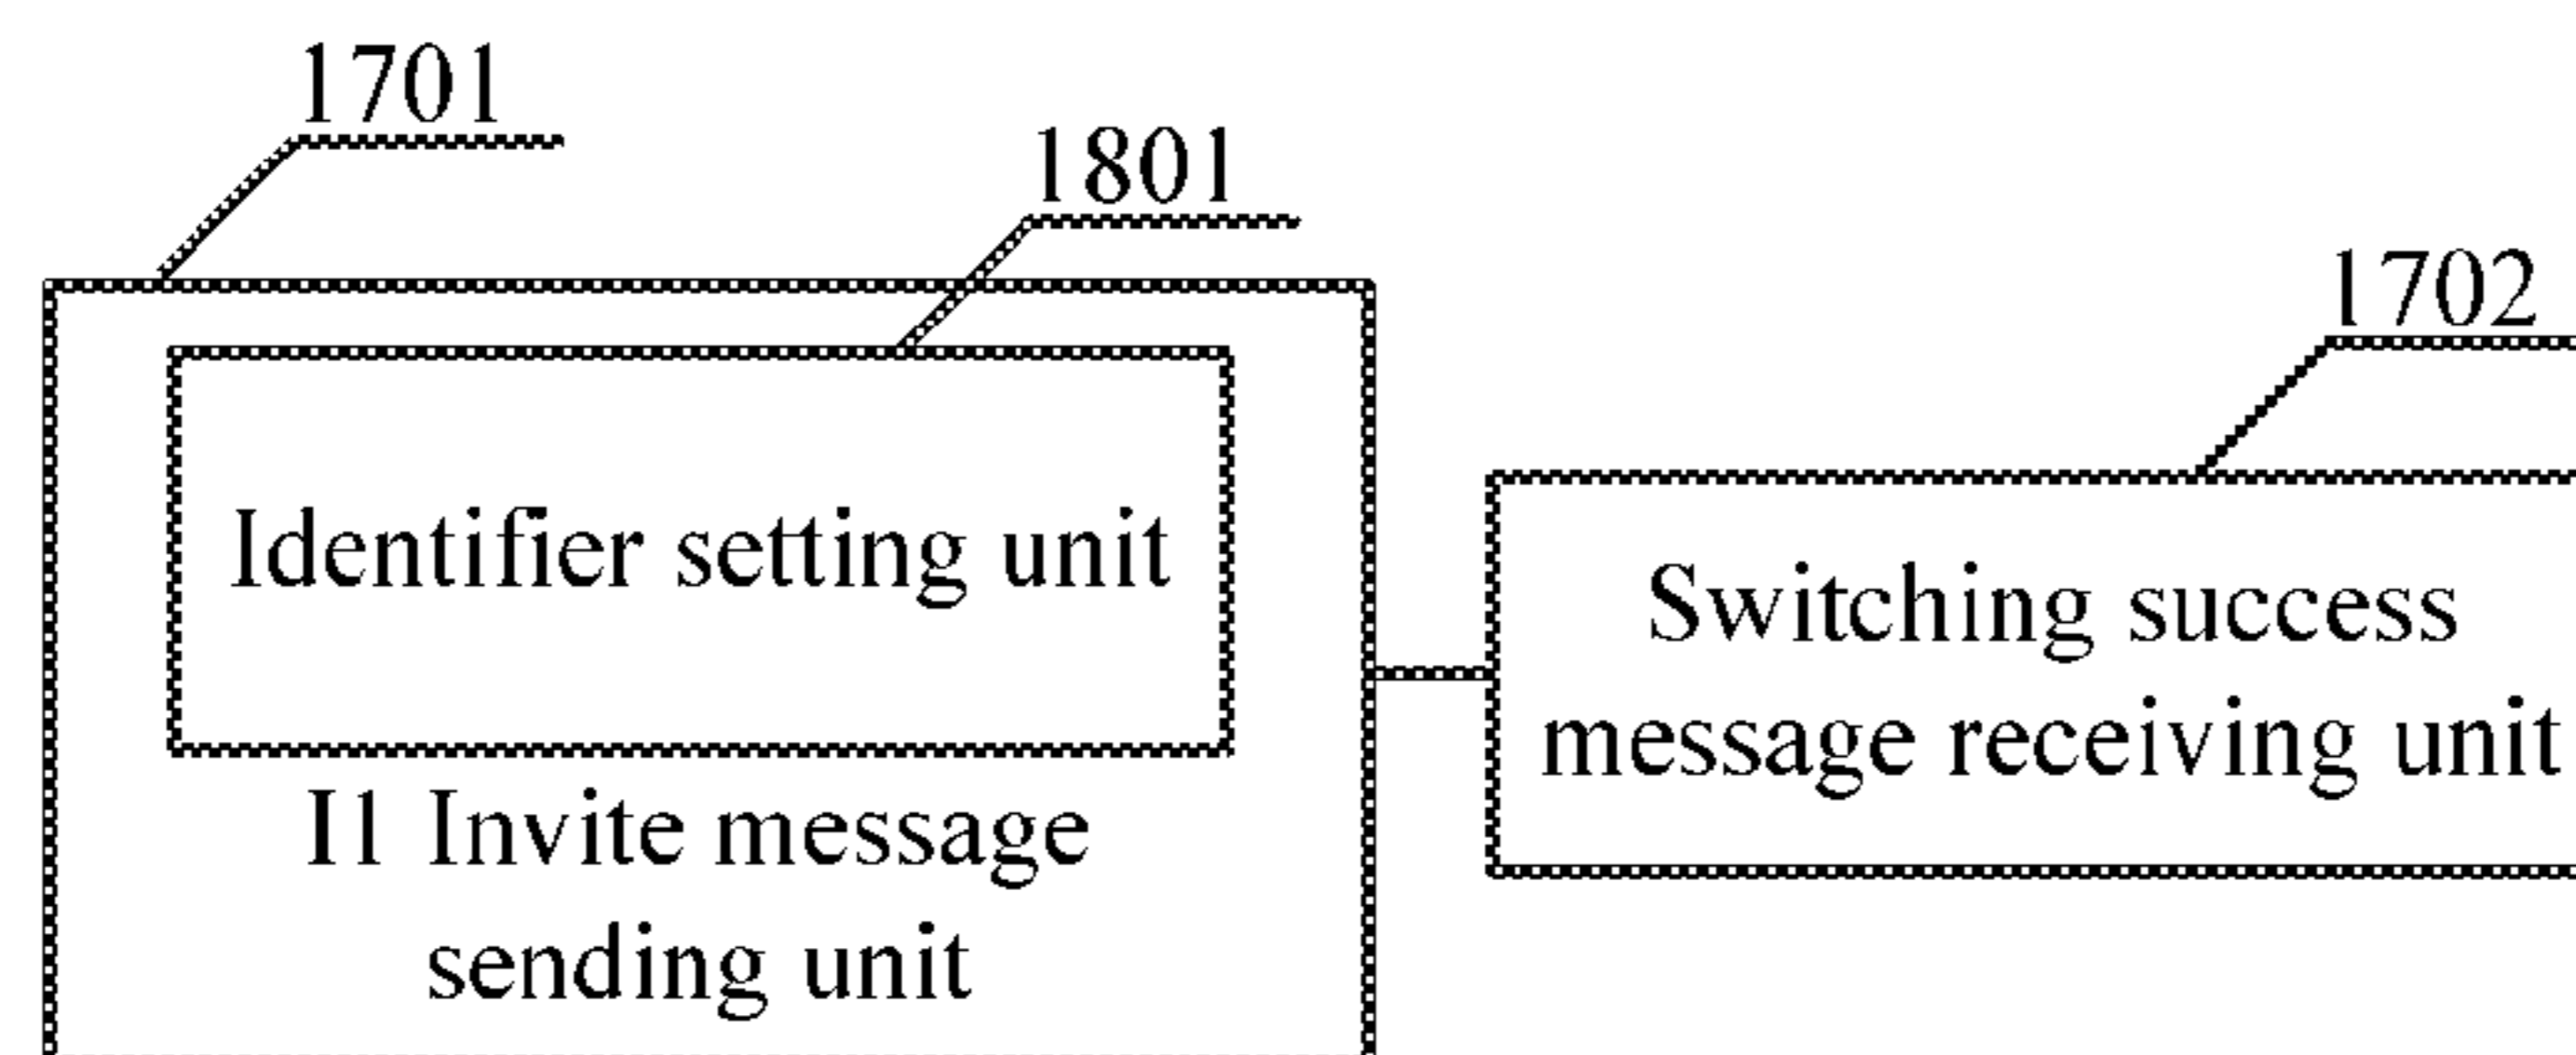 1701
1801
1702
Identifier setting unit
Switching success
message receiving unit
I1 Invite message
sending unit